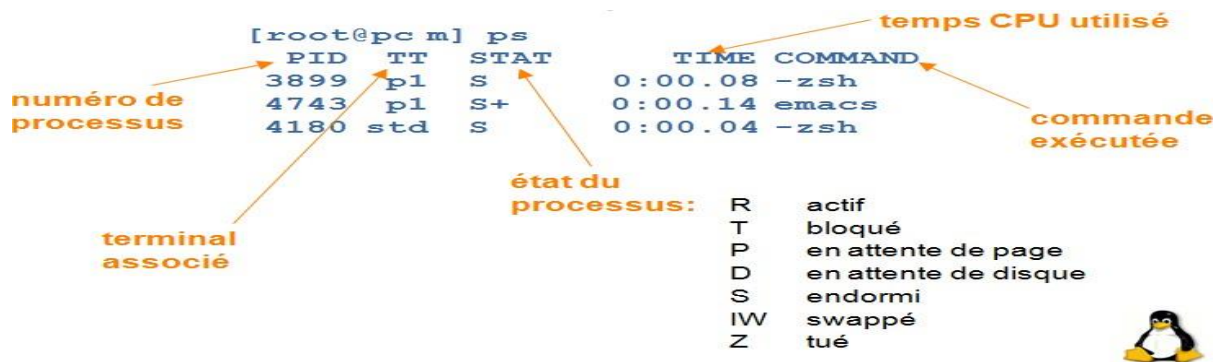 temps CPU utilisé
[root@pc m] ps
PID TT STAT TIME COMMAND
3899 p1 S 0:00.08 -zsh
4743 p1 S+ 0:00.14 emacs
4180 std S 0:00.04 -zsh
numéro de
processus
commande
exécutée
état du
processus:
terminal
associé
R actif
T bloqué
P en attente de page
D en attente de disque
S endormi
IW swappé
Z tué